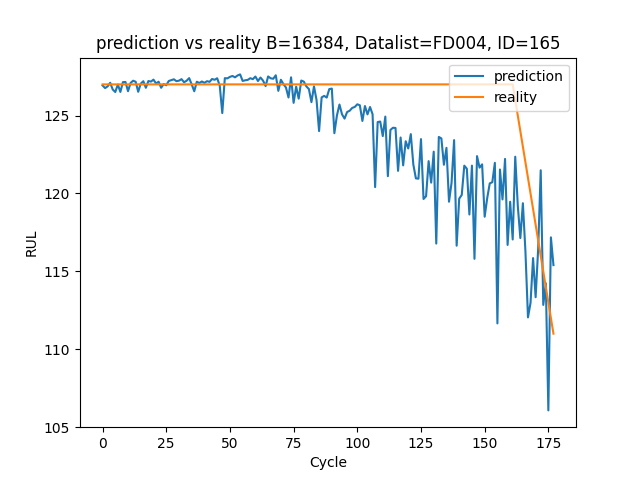 prediction vs reality B=16384, Datalist=FD004, ID=165
prediction
reality
125
120
115
110
105
RUL
0 25 50 75 100 125 150 175
Cycle